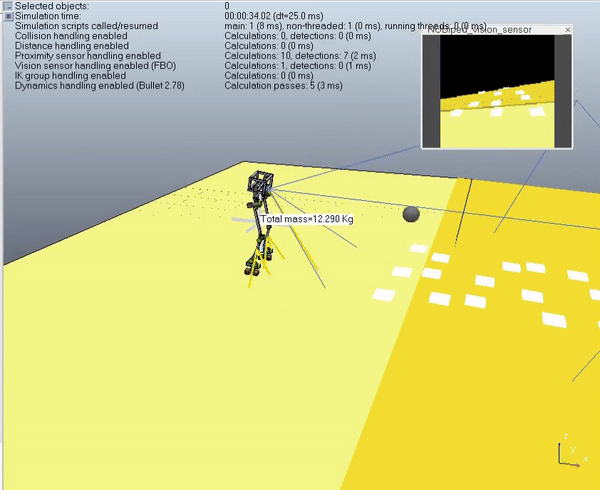 Selected objects: 0
Simulation time: 00:00:34.02 (dt=25.0 ms)
Simulation scripts called/resumed main: 1 (8 ms), non-threaded: 1 (0 ms), running threads: 0 (0 ms)
Collision handling enabled Calculations: 0, detections: 0 (0 ms)
Distance handling enabled Calculations: 0 (0 ms)
Proximity sensor handling enabled Calculations: 10, detections: 7 (2 ms)
Vision sensor handling enabled (FBO) Calculations: 1, detections: 0 (1 ms)
IK group handling enabled Calculations: 0 (0 ms)
Dynamics handling enabled (Bullet 2.78) Calculation passes: 5 (3 ms)
NOBiped_vision_sensor x
Total mass=12.290 Kg
z
y
x